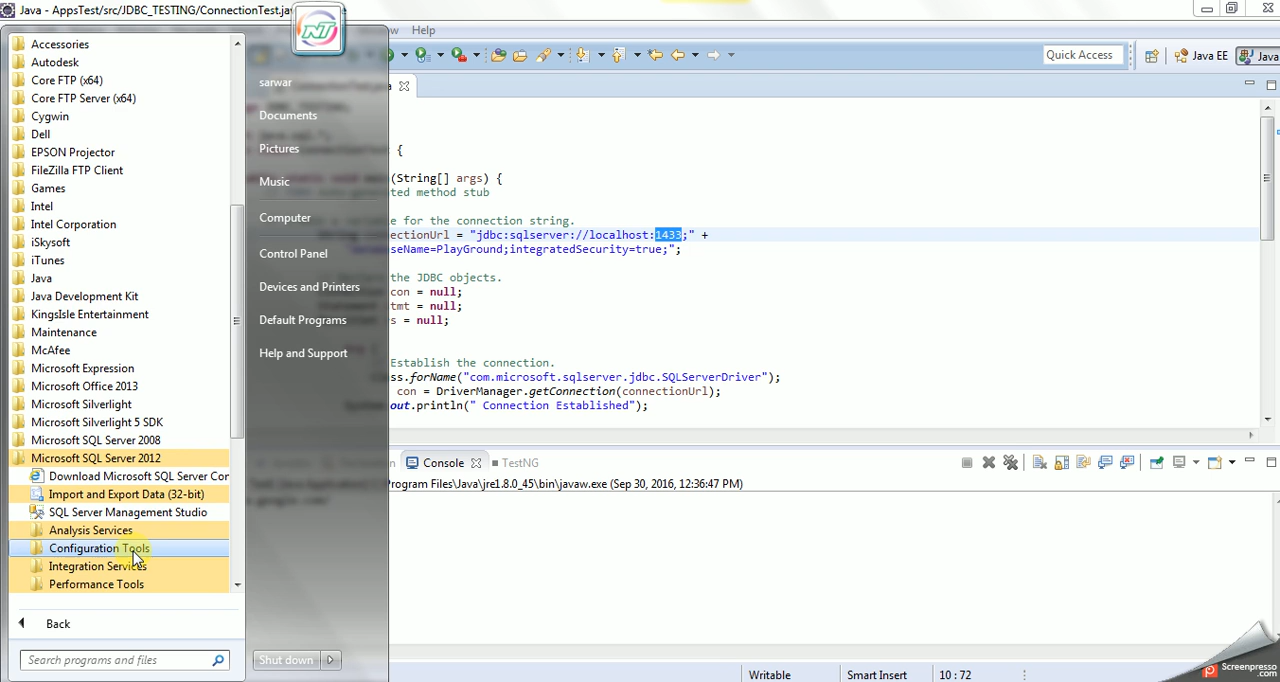 Java - AppsTest/src/JDBC_TESTING/ConnectionTest.ja
Help
Quick Access
Java EE
Java
Accessories
Autodesk
Core FTP (x64)
Core FTP Server (x64)
Cygwin
Dell
EPSON Projector
FileZilla FTP Client
Games
Intel
Intel Corporation
iSkysoft
iTunes
Java
Java Development Kit
KingsIsle Entertainment
Maintenance
McAfee
Microsoft Expression
Microsoft Office 2013
Microsoft Silverlight
Microsoft Silverlight 5 SDK
Microsoft SQL Server 2008
Microsoft SQL Server 2012
Download Microsoft SQL Server Con
Import and Export Data (32-bit)
SQL Server Management Studio
Analysis Services
Configuration Tools
Integration Services
Performance Tools
Back
Search programs and files
NT
sarwar
Documents
Pictures
Music
Computer
Control Panel
Devices and Printers
Default Programs
Help and Support
Shut down
{
(String[] args) {
ted method stub
for the connection string.
nnectionUrl = "jdbc:sqlserver://localhost:1433;" +
seName=PlayGround;integratedSecurity=true;";
the JDBC objects.
con = null;
tmt = null;
s = null;
Establish the connection.
ss.forName("com.microsoft.sqlserver.jdbc.SQLServerDriver");
con = DriverManager.getConnection(connectionUrl);
out.println(" Connection Established");
Console
TestNG
Program Files\Java\jre1.8.0_45\bin\javaw.exe (Sep 30, 2016, 12:36:47 PM)
Writable
Smart Insert
10 : 72
Screenpresso
.com